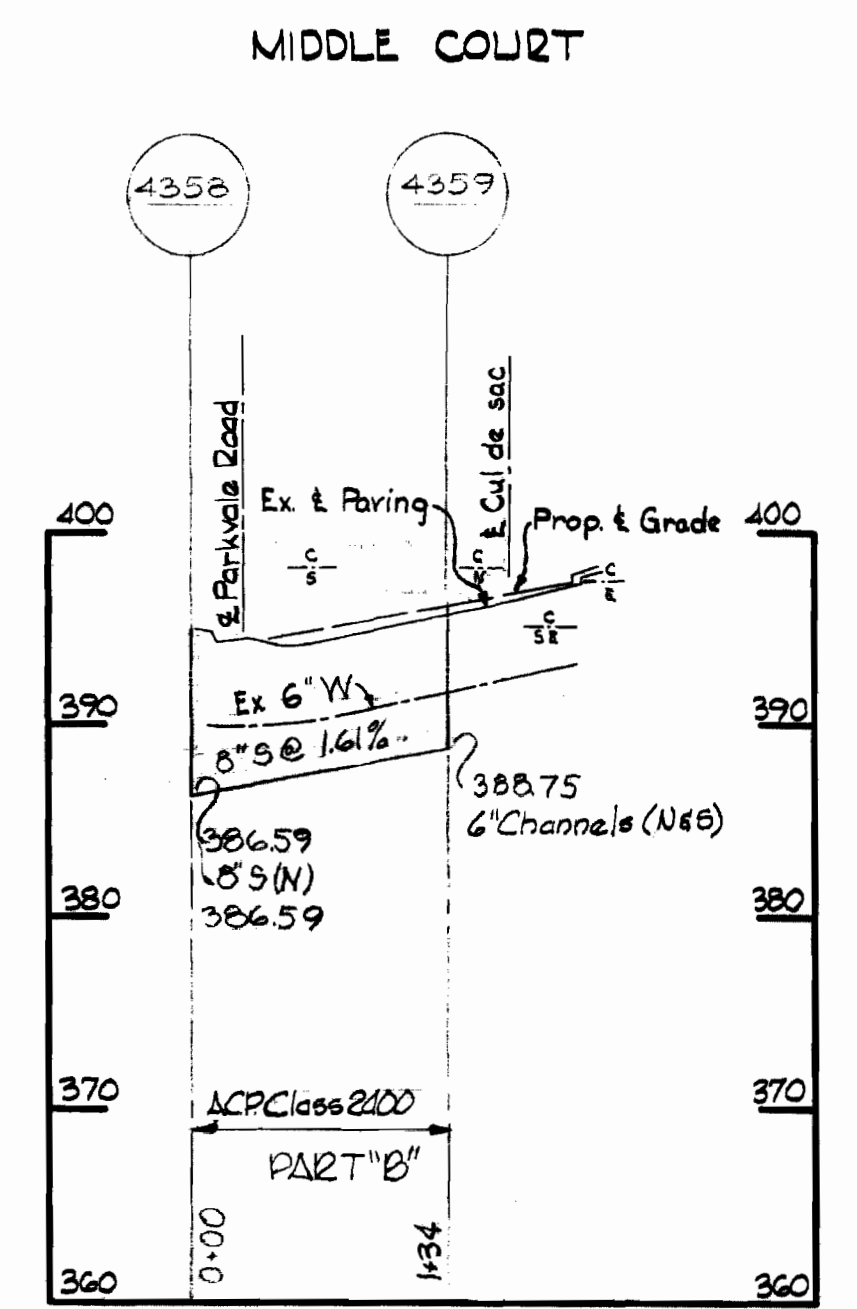 MIDDLE COURT
4358
4359
℄ Parkvale Road
℄ Cul de sac
Ex. ℄ Paving
Prop. ℄ Grade
400
400
C
S
C
N
C
E
C
SE
Ex 6" W
390
390
8" S @ 1.61%
388.75
6" Channels (N&S)
386.59
8" S (N)
386.59
380
380
370
370
ACP Class 2400
PART "B"
0+00
1+34
360
360